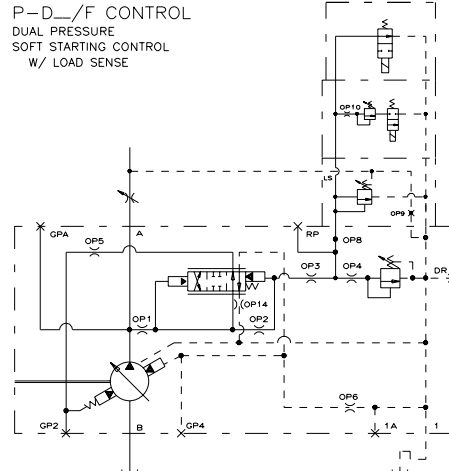 P-D__/F CONTROL
DUAL PRESSURE
SOFT STARTING CONTROL
W/ LOAD SENSE
OP10
LS
OP9
GPA
A
RP
OP5
OP8
OP3
OP4
DR
OP14
OP1
OP2
OP6
GP2
B
GP4
1A
1